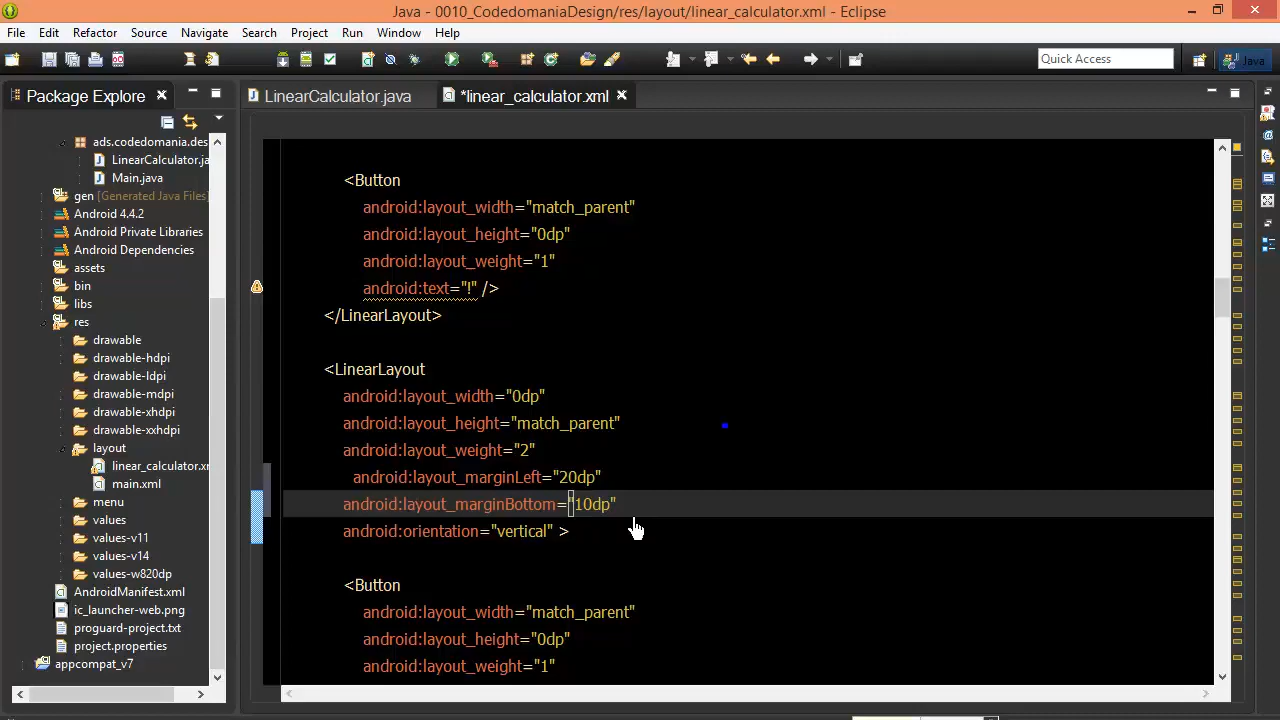 Java - 0010_CodedomaniaDesign/res/layout/linear_calculator.xml - Eclipse
File Edit Refactor Source Navigate Search Project Run Window Help
Quick Access
Java
Package Explore
LinearCalculator.java
*linear_calculator.xml
ads.codedomania.des
LinearCalculator.ja
Main.java
gen [Generated Java Files]
Android 4.4.2
Android Private Libraries
Android Dependencies
assets
bin
libs
res
drawable
drawable-hdpi
drawable-ldpi
drawable-mdpi
drawable-xhdpi
drawable-xxhdpi
layout
linear_calculator.xr
main.xml
menu
values
values-v11
values-v14
values-w820dp
AndroidManifest.xml
ic_launcher-web.png
proguard-project.txt
project.properties
appcompat_v7
<Button
android:layout_width="match_parent"
android:layout_height="0dp"
android:layout_weight="1"
android:text="!" />
</LinearLayout>
<LinearLayout
android:layout_width="0dp"
android:layout_height="match_parent"
android:layout_weight="2"
android:layout_marginLeft="20dp"
android:layout_marginBottom="10dp"
android:orientation="vertical" >
<Button
android:layout_width="match_parent"
android:layout_height="0dp"
android:layout_weight="1"